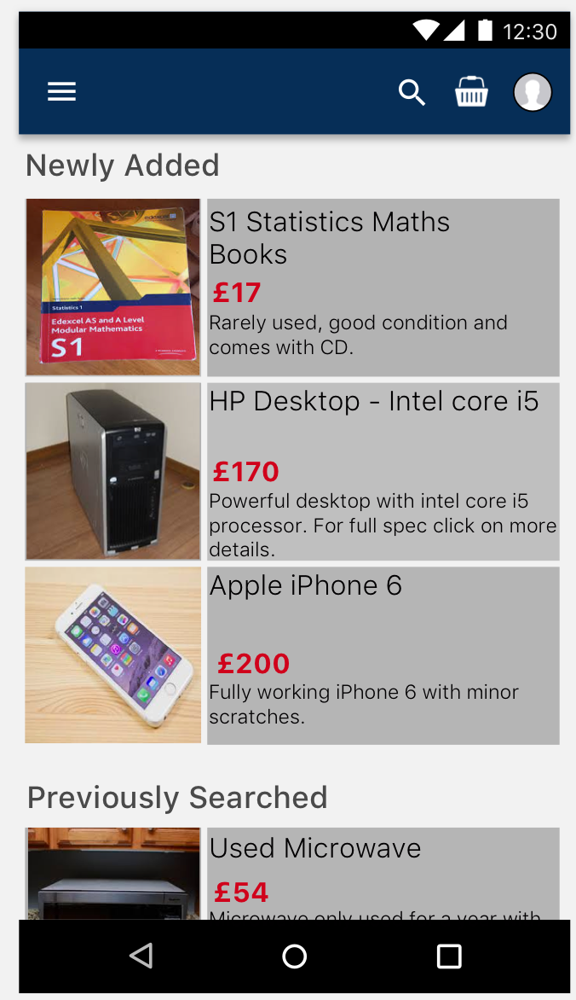 12:30
Newly Added
edexcel
Statistics 1
Edexcel AS and A Level
Modular Mathematics
S1
S1 Statistics Maths
Books
£17
Rarely used, good condition and
comes with CD.
HP Desktop - Intel core i5
£170
Powerful desktop with intel core i5
processor. For full spec click on more
details.
Apple iPhone 6
£200
Fully working iPhone 6 with minor
scratches.
Previously Searched
Used Microwave
£54
Microwave only used for a year with